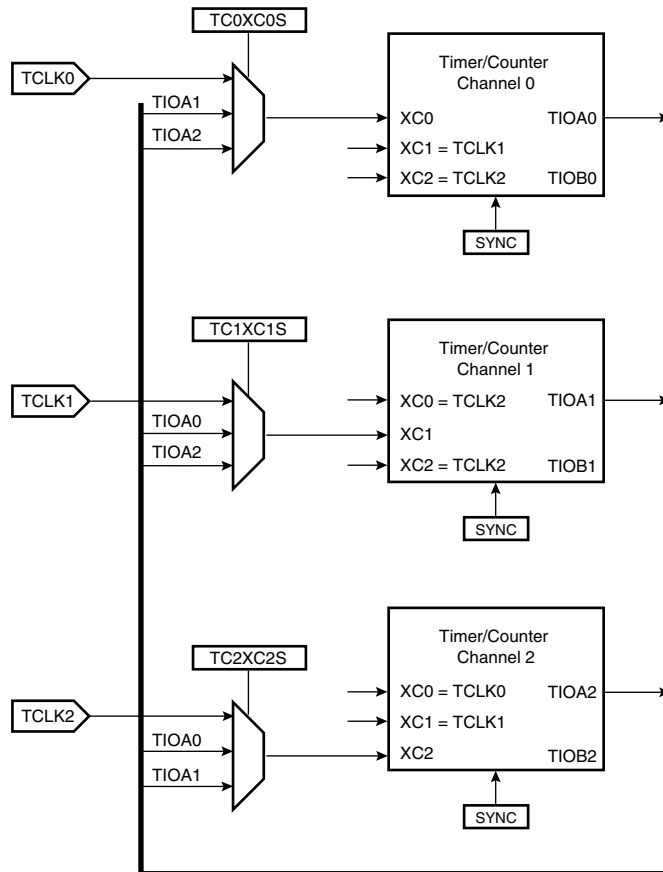 TC0XC0S
TCLK0
TIOA1
TIOA2
Timer/Counter
Channel 0
XC0
TIOA0
XC1 = TCLK1
XC2 = TCLK2
TIOB0
SYNC
TC1XC1S
TCLK1
TIOA0
TIOA2
Timer/Counter
Channel 1
XC0 = TCLK2
TIOA1
XC1
XC2 = TCLK2
TIOB1
SYNC
TC2XC2S
TCLK2
TIOA0
TIOA1
Timer/Counter
Channel 2
XC0 = TCLK0
TIOA2
XC1 = TCLK1
XC2
TIOB2
SYNC